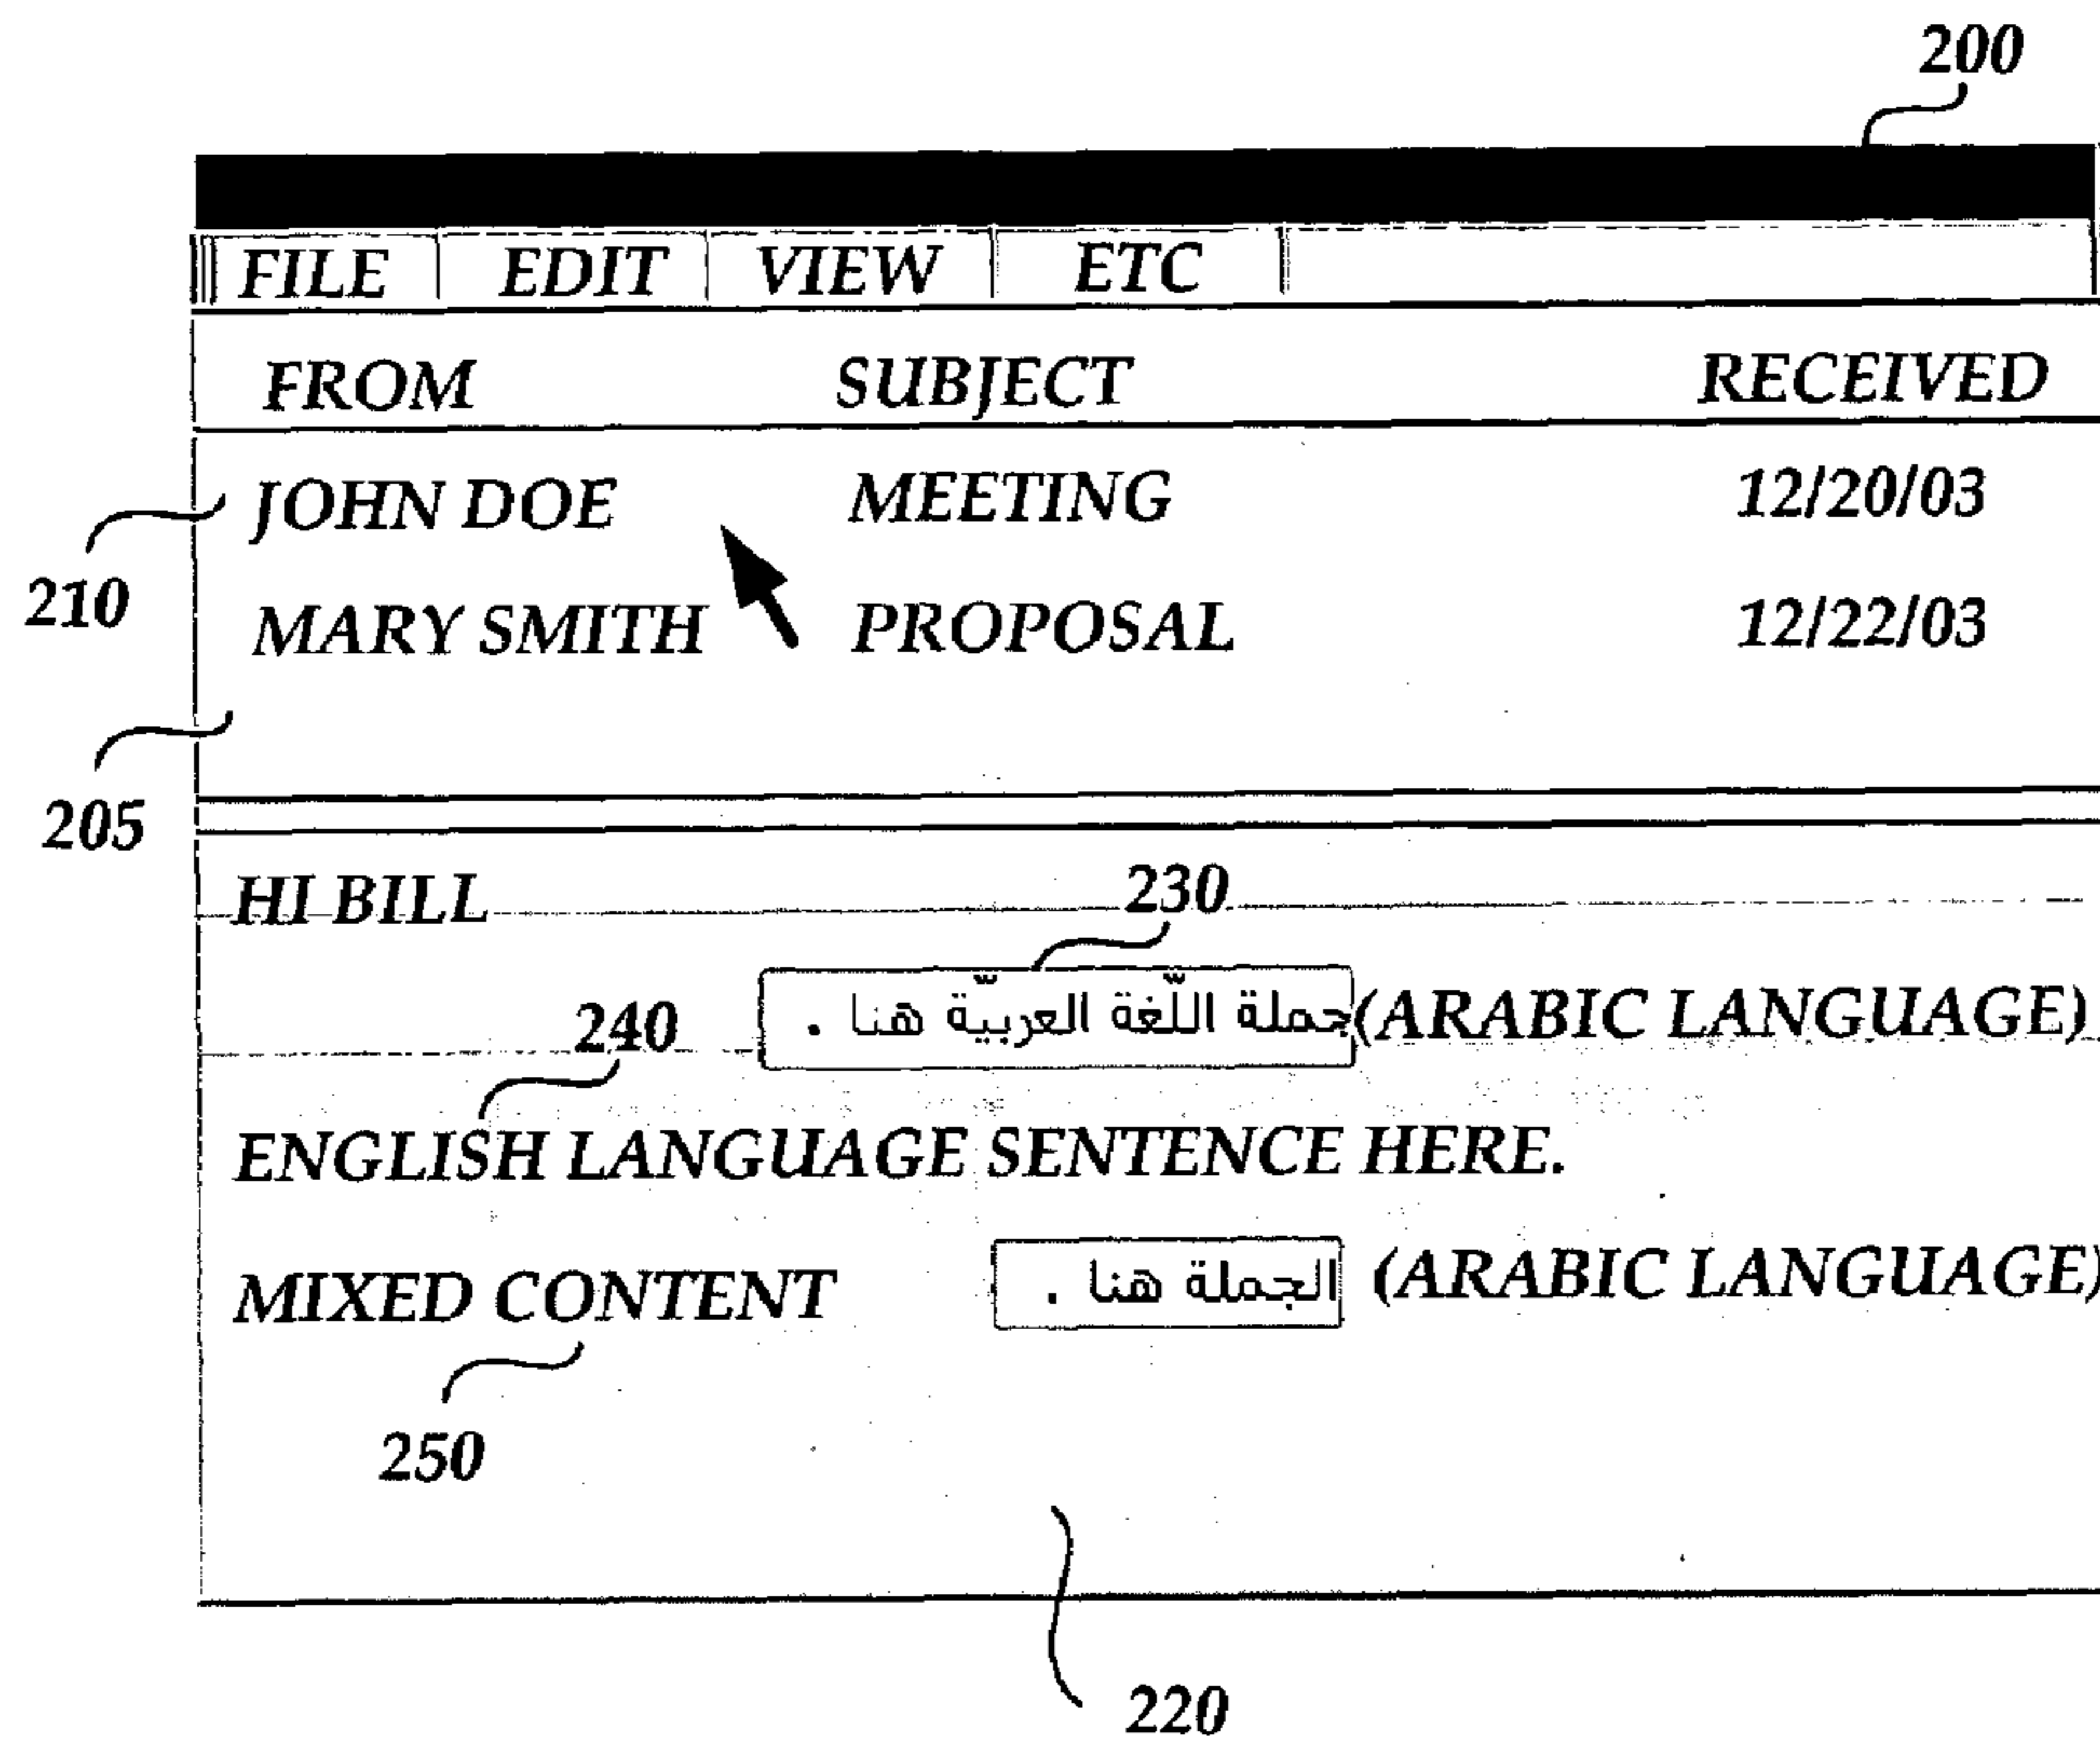 200
FILE EDIT VIEW ETC
FROM SUBJECT RECEIVED
JOHN DOE MEETING 12/20/03
210
MARY SMITH PROPOSAL 12/22/03
205
HI BILL
230
جملة اللّغة العربيّة هنا . (ARABIC LANGUAGE)
240
ENGLISH LANGUAGE SENTENCE HERE.
MIXED CONTENT الجملة هنا . (ARABIC LANGUAGE)
250
220